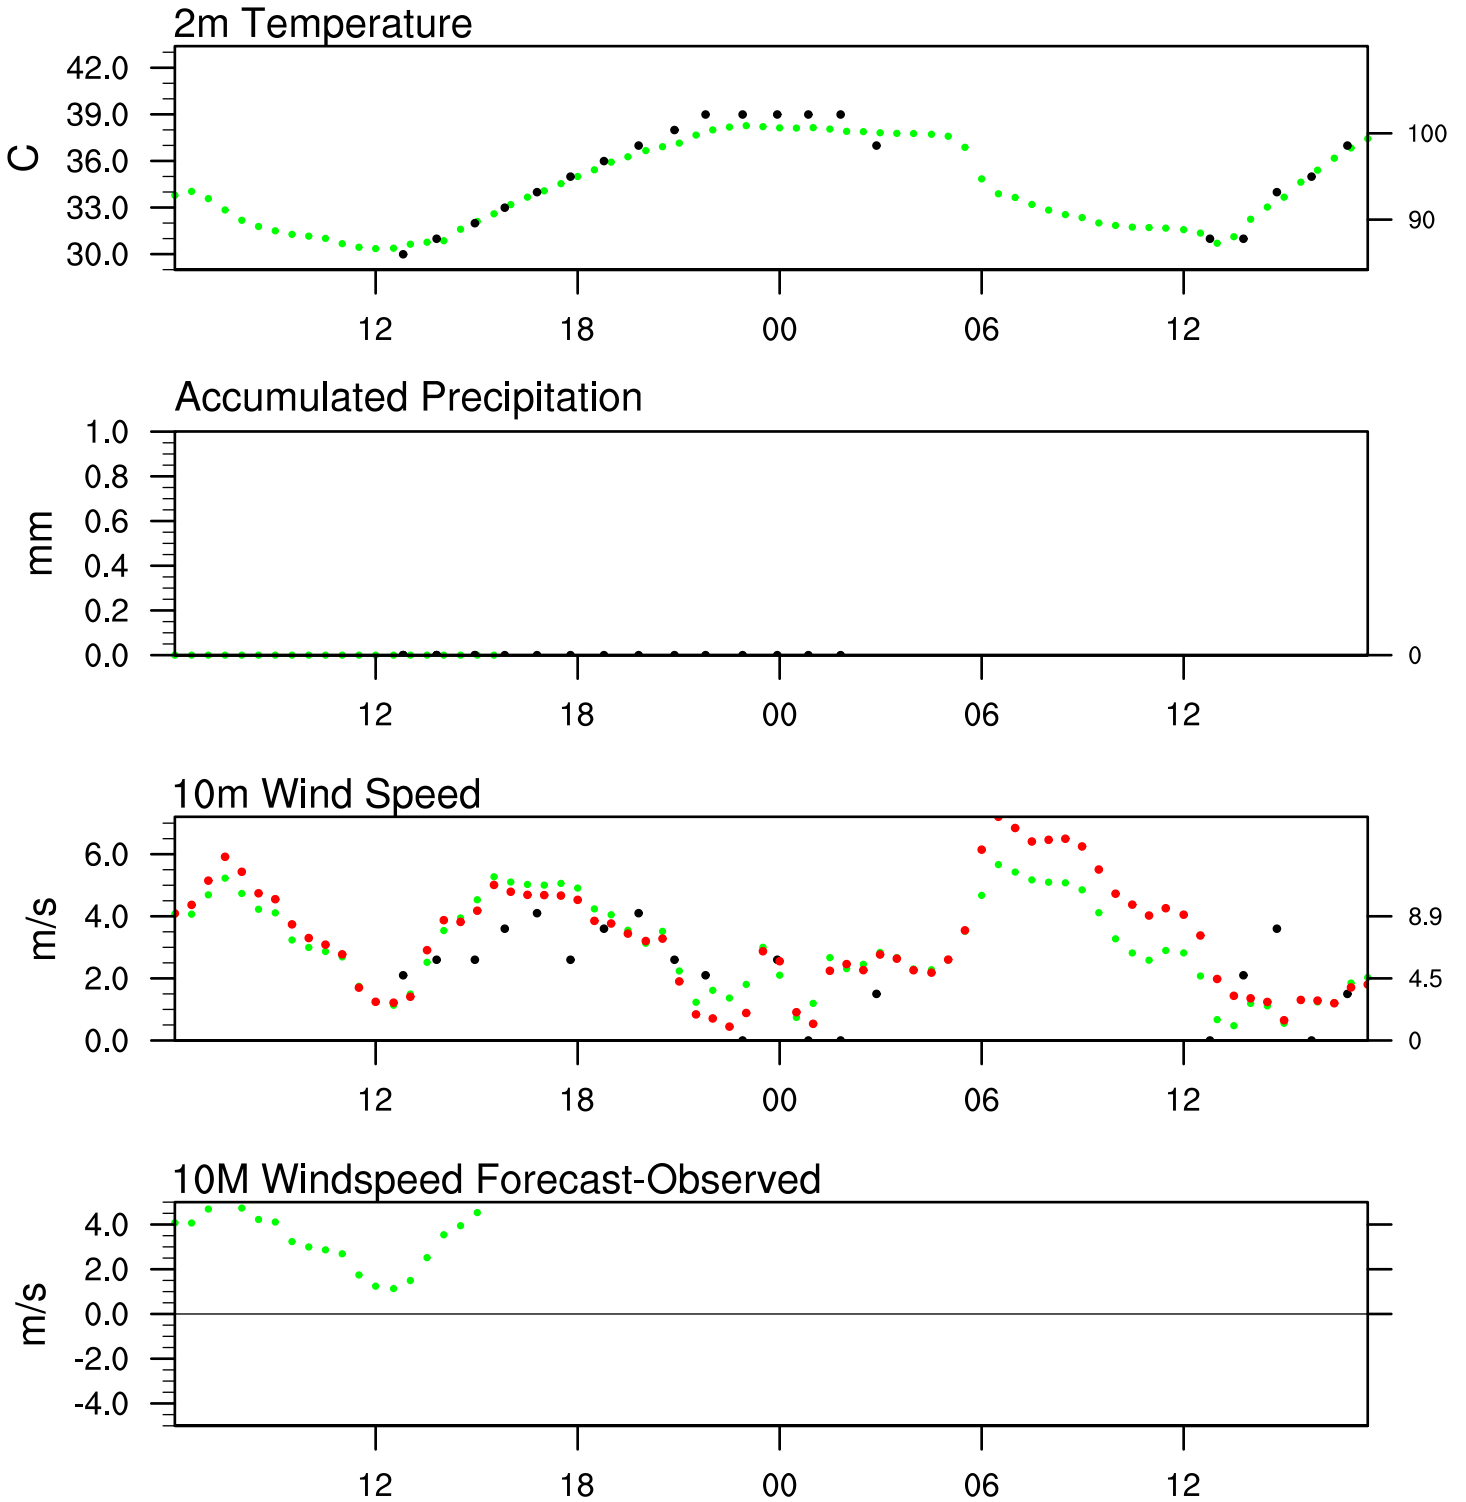 2m Temperature
42.0
39.0
36.0
33.0
30.0
C
100
90
12 18 00 06 12
Accumulated Precipitation
1.0
0.8
0.6
0.4
0.2
0.0
mm
0
12 18 00 06 12
10m Wind Speed
6.0
4.0
2.0
0.0
m/s
8.9
4.5
0
12 18 00 06 12
10M Windspeed Forecast-Observed
4.0
2.0
0.0
-2.0
-4.0
m/s
12 18 00 06 12